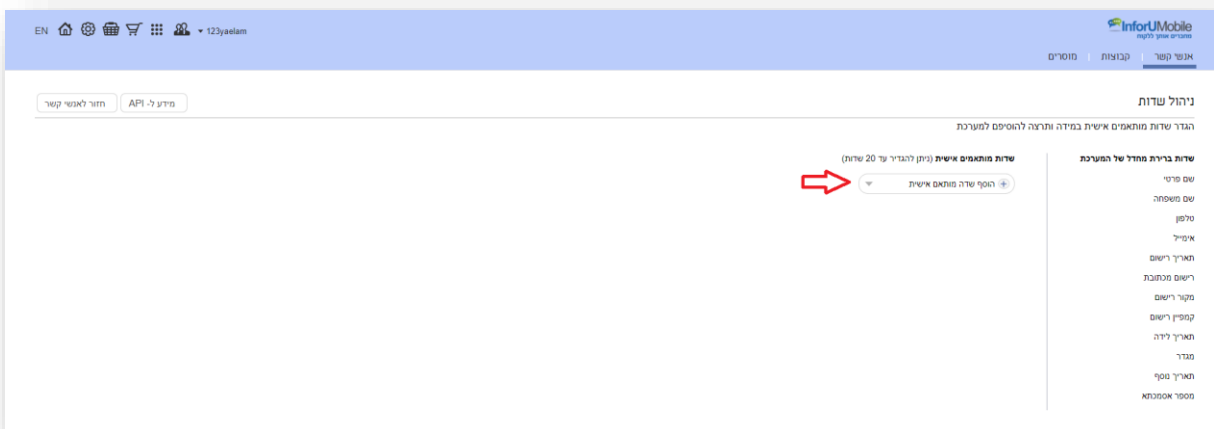 InforUMobile
מחברים אותך ללקוח
EN 123yaelam
אנשי קשר | קבוצות | מוסרים
ניהול שדות
מידע ל- API
חזור לאנשי קשר
הגדר שדות מותאמים אישית במידה ותרצה להוסיפם למערכת
שדות ברירת מחדל של המערכת
שם פרטי
שם משפחה
טלפון
אימייל
תאריך רישום
רישום מכתובת
מקור רישום
קמפיין רישום
תאריך לידה
מגדר
תאריך נוסף
מספר אסמכתא
שדות מותאמים אישית (ניתן להגדיר עד 20 שדות)
הוסף שדה מותאם אישית